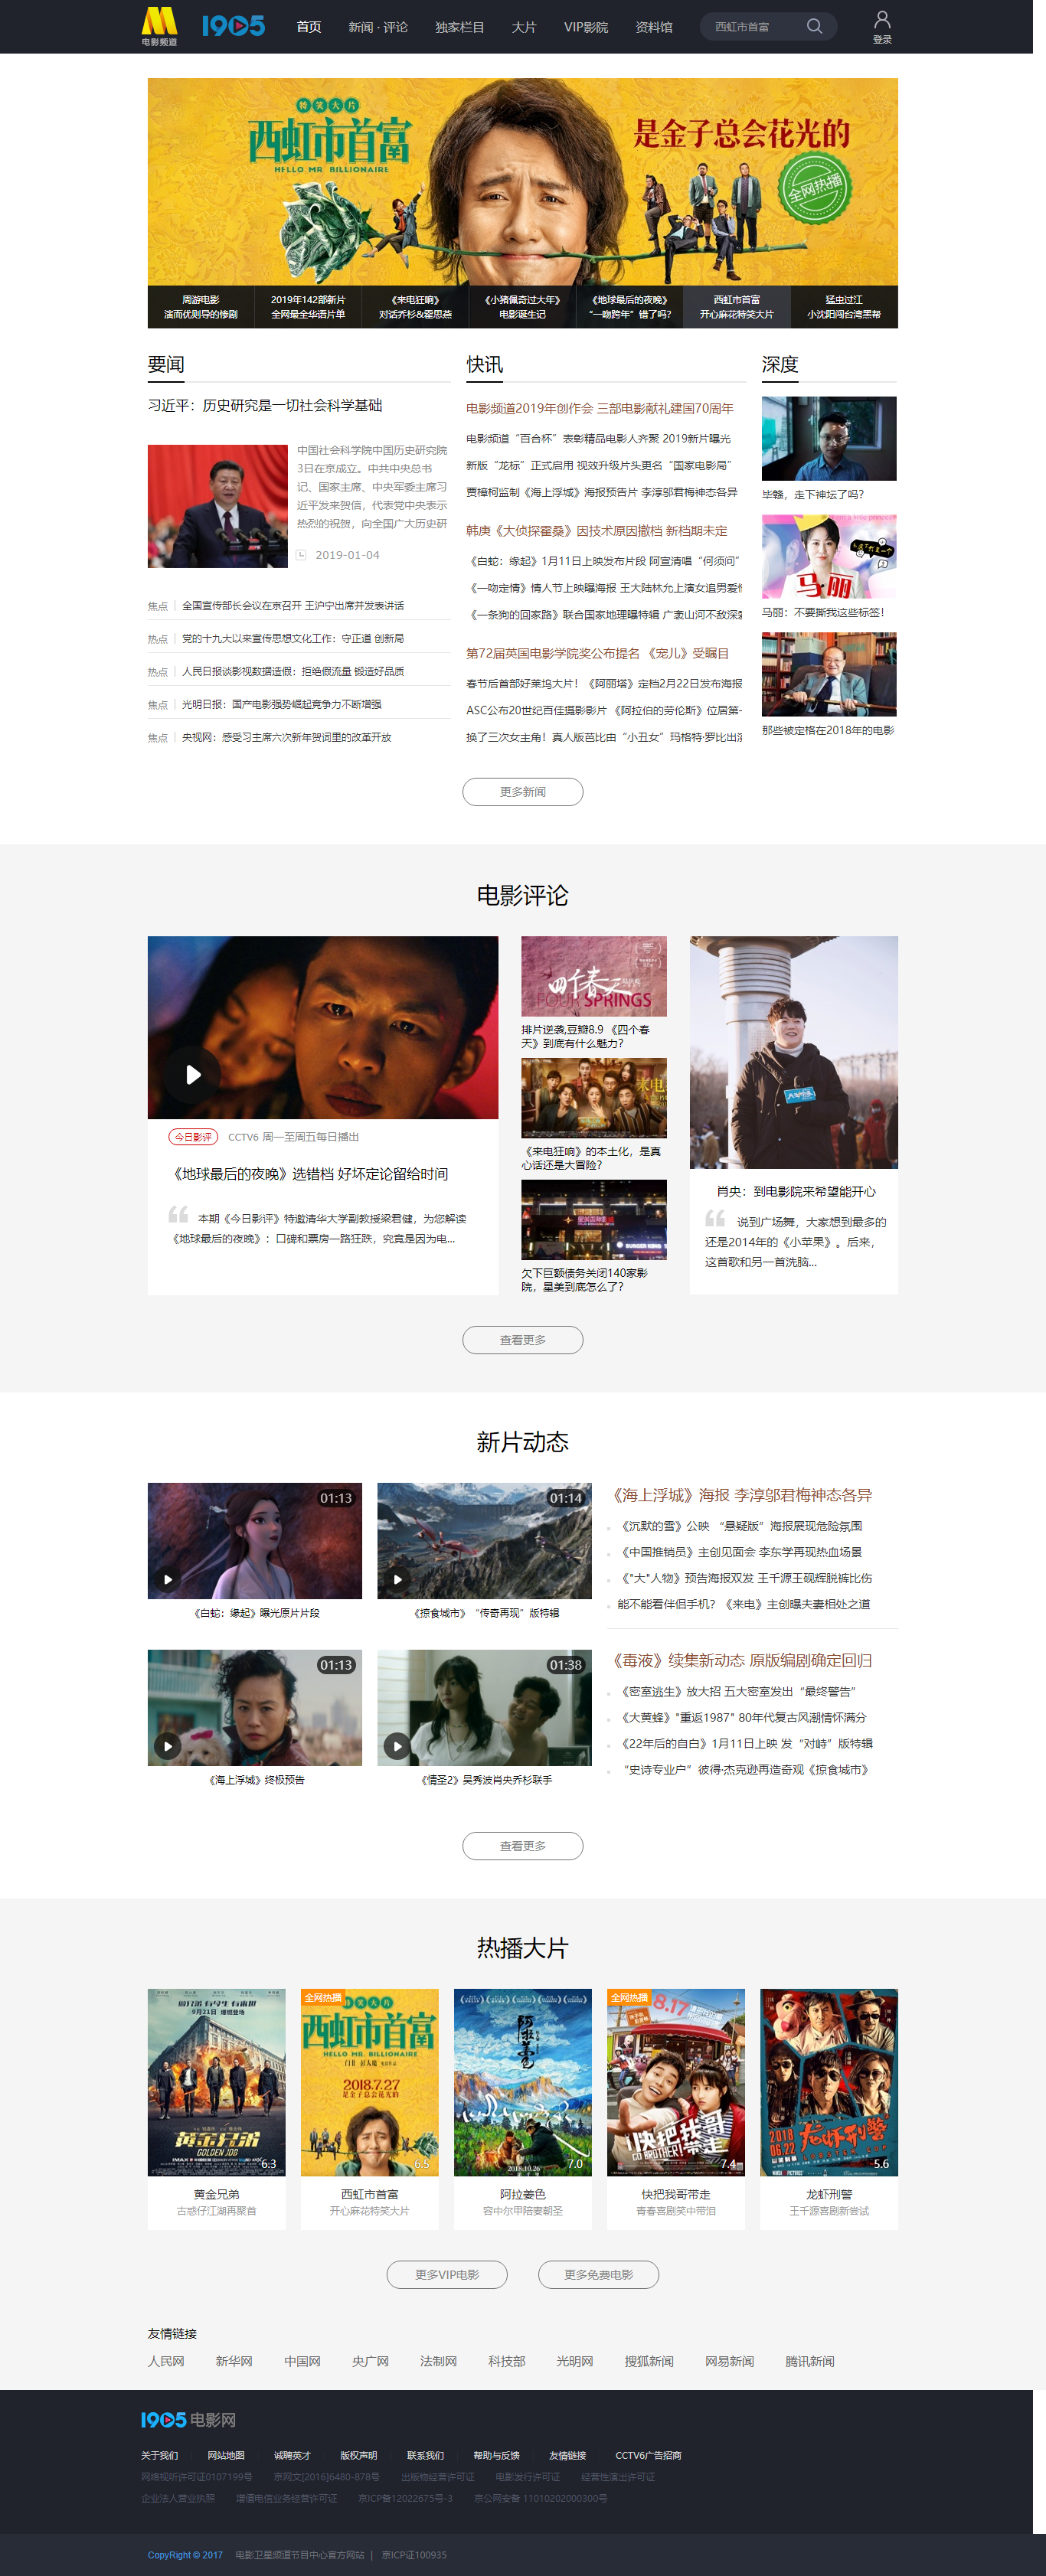 电影频道
1905
首页
新闻 · 评论
独家栏目
大片
VIP影院
资料馆
西虹市首富
登录
爆笑大片
西虹市首富
HELLO MR. BILLIONAIRE
是金子总会花光的
全网热播
周游电影
演而优则导的惨剧
2019年142部新片
全网最全华语片单
《来电狂响》
对话乔杉&霍思燕
《小猪佩奇过大年》
电影诞生记
《地球最后的夜晚》
“一吻跨年”错了吗？
西虹市首富
开心麻花特笑大片
猛虫过江
小沈阳闯台湾黑帮
要闻
习近平：历史研究是一切社会科学基础
中国社会科学院中国历史研究院
3日在京成立。中共中央总书
记、国家主席、中央军委主席习
近平发来贺信，代表党中央表示
热烈的祝贺，向全国广大历史研
2019-01-04
焦点 | 全国宣传部长会议在京召开 王沪宁出席并发表讲话
热点 | 党的十九大以来宣传思想文化工作：守正道 创新局
热点 | 人民日报谈影视数据造假：拒绝假流量 锻造好品质
焦点 | 光明日报：国产电影强势崛起竞争力不断增强
焦点 | 央视网：感受习主席六次新年贺词里的改革开放
快讯
电影频道2019年创作会 三部电影献礼建国70周年
电影频道“百合杯”表彰精品电影人齐聚 2019新片曝光
新版“龙标”正式启用 视效升级片头更名“国家电影局”
贾樟柯监制《海上浮城》海报预告片 李淳邬君梅神态各异
韩庚《大侦探霍桑》因技术原因撤档 新档期未定
《白蛇：缘起》1月11日上映发布片段 阿宣清唱“何须问”
《一吻定情》情人节上映曝海报 王大陆林允上演女追男爱情
《一条狗的回家路》联合国家地理曝特辑 广袤山河不敌深爱
第72届英国电影学院奖公布提名 《宠儿》受瞩目
春节后首部好莱坞大片！《阿丽塔》定档2月22日发布海报
ASC公布20世纪百佳摄影影片 《阿拉伯的劳伦斯》位居第一
换了三次女主角！真人版芭比由“小丑女”玛格特·罗比出演
深度
毕赣，走下神坛了吗？
马丽
马丽：不要撕我这些标签！
那些被定格在2018年的电影
更多新闻
电影评论
今日影评
CCTV6 周一至周五每日播出
《地球最后的夜晚》选错档 好坏定论留给时间
本期《今日影评》特邀清华大学副教授梁君健，为您解读
《地球最后的夜晚》：口碑和票房一路狂跌，究竟是因为电...
四个春天
FOUR SPRINGS
排片逆袭,豆瓣8.9 《四个春
天》到底有什么魅力？
《来电狂响》的本土化，是真
心话还是大冒险？
BURGER KING
欠下巨额债务关闭140家影
院，星美到底怎么了？
肖央：到电影院来希望能开心
说到广场舞，大家想到最多的
还是2014年的《小苹果》。后来，
这首歌和另一首洗脑...
查看更多
新片动态
01:13
《白蛇：缘起》曝光原片片段
01:14
《掠食城市》“传奇再现”版特辑
01:13
《海上浮城》终极预告
01:38
《情圣2》吴秀波肖央乔杉联手
《海上浮城》海报 李淳邬君梅神态各异
《沉默的雪》公映 “悬疑版”海报展现危险氛围
《中国推销员》主创见面会 李东学再现热血场景
《"大"人物》预告海报双发 王千源王砚辉脱裤比伤
能不能看伴侣手机？《来电》主创曝夫妻相处之道
《毒液》续集新动态 原版编剧确定回归
《密室逃生》放大招 五大密室发出“最终警告”
《大黄蜂》"重返1987" 80年代复古风潮情怀满分
《22年后的自白》1月11日上映 发“对峙”版特辑
“史诗专业户”彼得·杰克逊再造奇观《掠食城市》
查看更多
热播大片
9月21日
黄金兄弟
GOLDEN JOB
6.3
黄金兄弟
古惑仔江湖再聚首
全网热播
西虹市首富
HELLO MR. BILLIONAIRE
2018.7.27
是金子总会花光的
6.5
西虹市首富
开心麻花特笑大片
阿拉姜色
2018.10.26
7.0
阿拉姜色
容中尔甲陪妻朝圣
全网热播
8.17
快把我哥带走
GO BROTHER!
7.4
快把我哥带走
青春喜剧笑中带泪
2018
06.22
龙虾刑警
5.6
龙虾刑警
王千源喜剧新尝试
更多VIP电影
更多免费电影
友情链接
人民网
新华网
中国网
央广网
法制网
科技部
光明网
搜狐新闻
网易新闻
腾讯新闻
1905电影网
关于我们
网站地图
诚聘英才
版权声明
联系我们
帮助与反馈
友情链接
CCTV6广告招商
网络视听许可证0107199号
京网文[2016]6480-878号
出版物经营许可证
电影发行许可证
经营性演出许可证
企业法人营业执照
增值电信业务经营许可证
京ICP备12022675号-3
京公网安备 11010202000300号
CopyRight © 2017
电影卫星频道节目中心官方网站 | 京ICP证100935